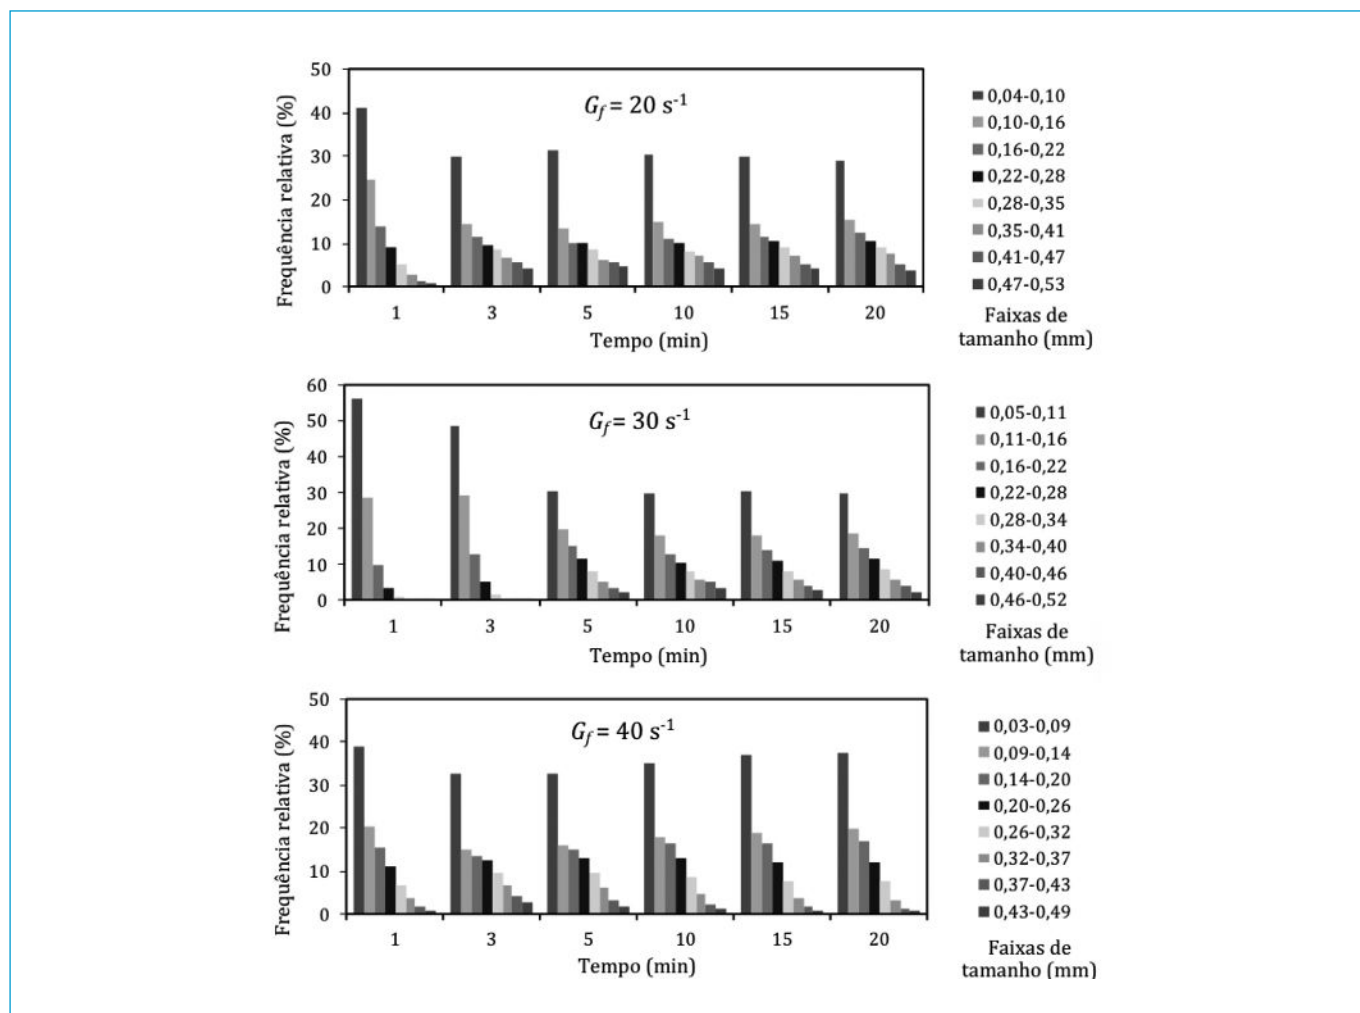 50
40
30
20
10
0
Frequência relativa (%)
G_f = 20 s⁻¹
1 3 5 10 15 20
Tempo (min)
0,04-0,10
0,10-0,16
0,16-0,22
0,22-0,28
0,28-0,35
0,35-0,41
0,41-0,47
0,47-0,53
Faixas de
tamanho (mm)
60
50
40
30
20
10
0
Frequência relativa (%)
G_f = 30 s⁻¹
1 3 5 10 15 20
Tempo (min)
0,05-0,11
0,11-0,16
0,16-0,22
0,22-0,28
0,28-0,34
0,34-0,40
0,40-0,46
0,46-0,52
Faixas de
tamanho (mm)
50
40
30
20
10
0
Frequência relativa (%)
G_f = 40 s⁻¹
1 3 5 10 15 20
Tempo (min)
0,03-0,09
0,09-0,14
0,14-0,20
0,20-0,26
0,26-0,32
0,32-0,37
0,37-0,43
0,43-0,49
Faixas de
tamanho (mm)